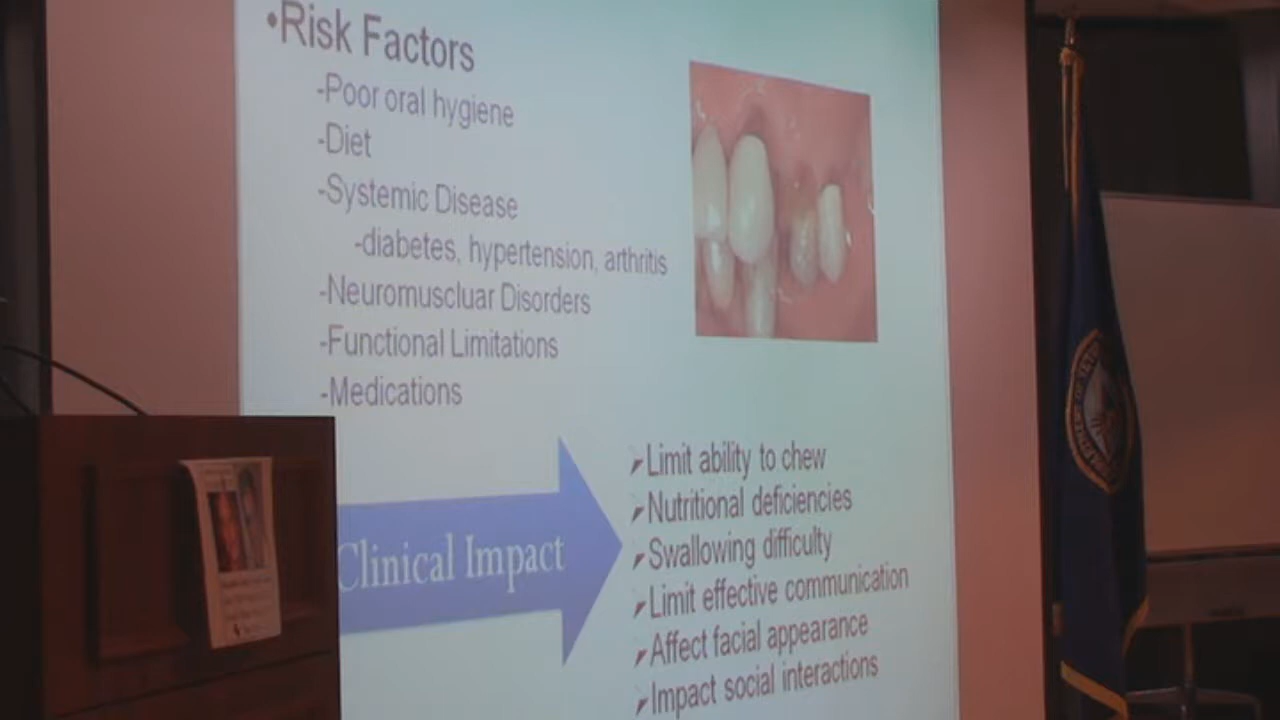 •Risk Factors
-Poor oral hygiene
-Diet
-Systemic Disease
-diabetes, hypertension, arthritis
-Neuromuscluar Disorders
-Functional Limitations
-Medications
Clinical Impact
Limit ability to chew
Nutritional deficiencies
Swallowing difficulty
Limit effective communication
Affect facial appearance
Impact social interactions